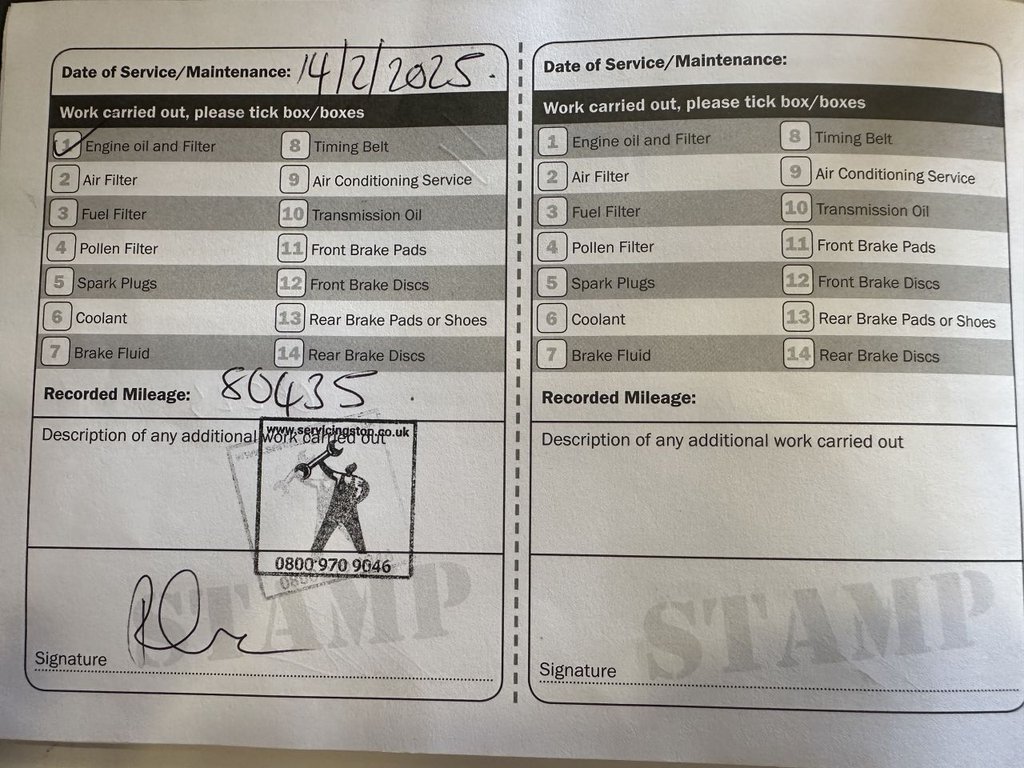 Date of Service/Maintenance: 14/2/2025.
Work carried out, please tick box/boxes
1 Engine oil and Filter 8 Timing Belt
2 Air Filter 9 Air Conditioning Service
3 Fuel Filter 10 Transmission Oil
4 Pollen Filter 11 Front Brake Pads
5 Spark Plugs 12 Front Brake Discs
6 Coolant 13 Rear Brake Pads or Shoes
7 Brake Fluid 14 Rear Brake Discs
Recorded Mileage: 80435
Description of any additional work carried out
www.servicingstop.co.uk
0800 970 9046
STAMP
Signature
Date of Service/Maintenance:
Work carried out, please tick box/boxes
1 Engine oil and Filter 8 Timing Belt
2 Air Filter 9 Air Conditioning Service
3 Fuel Filter 10 Transmission Oil
4 Pollen Filter 11 Front Brake Pads
5 Spark Plugs 12 Front Brake Discs
6 Coolant 13 Rear Brake Pads or Shoes
7 Brake Fluid 14 Rear Brake Discs
Recorded Mileage:
Description of any additional work carried out
STAMP
Signature